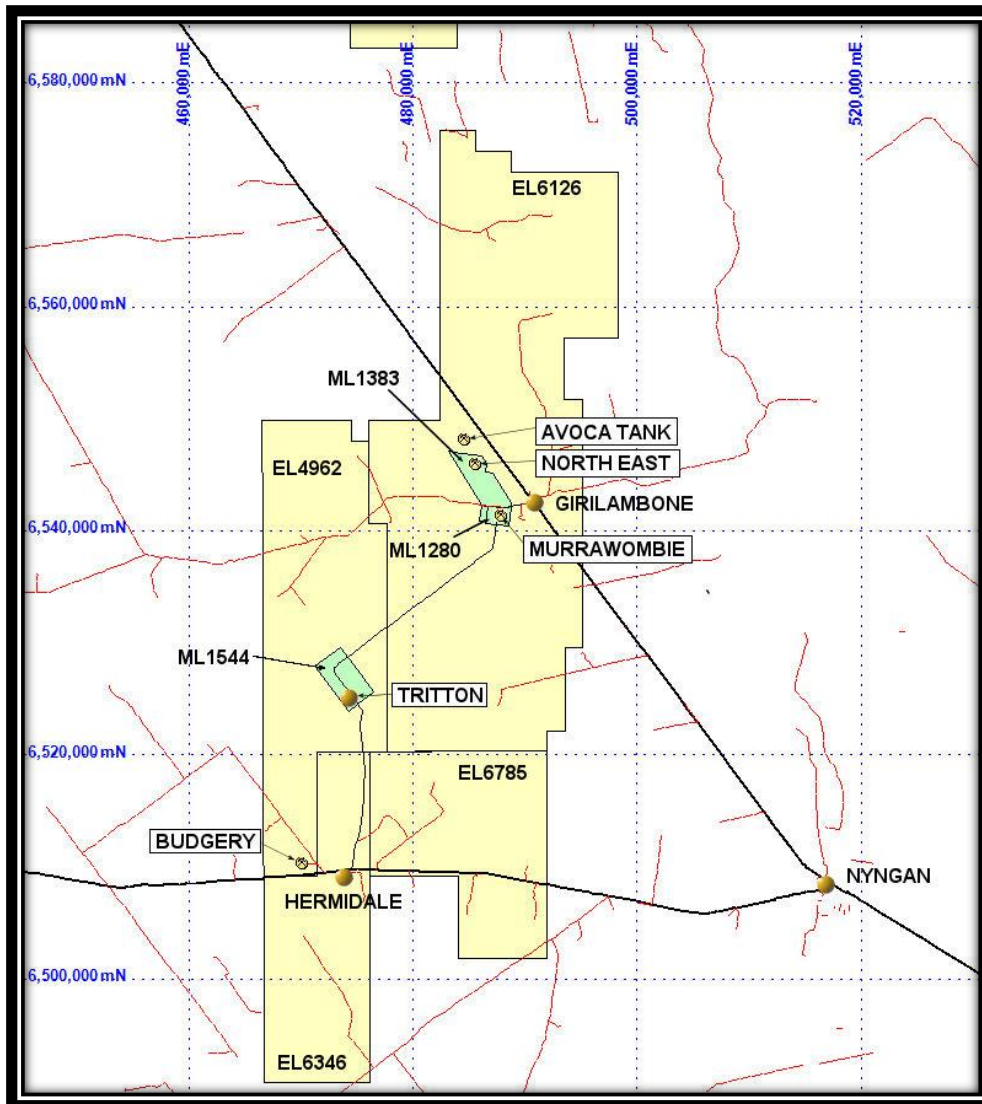 460,000 mE
480,000 mE
500,000 mE
520,000 mE
6,580,000 mN
EL6126
6,560,000 mN
ML1383
AVOCA TANK
EL4962
NORTH EAST
GIRILAMBONE
6,540,000 mN
ML1280
MURRAWOMBIE
ML1544
TRITTON
6,520,000 mN
EL6785
BUDGERY
NYNGAN
HERMIDALE
6,500,000 mN
EL6346